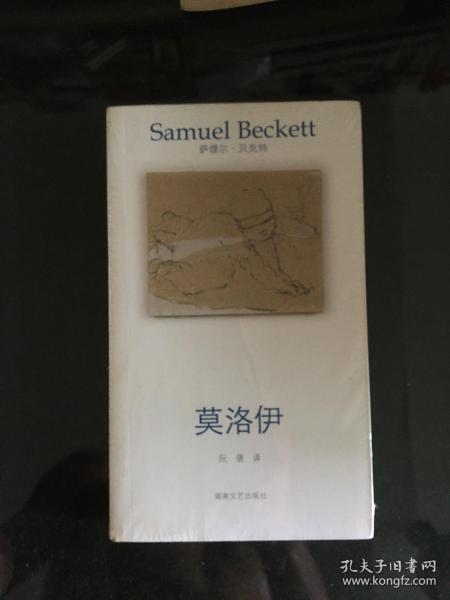 Samuel Beckett
萨缪尔·贝克特
莫洛伊
阮蓓 译
湖南文艺出版社
孔夫子旧书网
www.kongfz.com